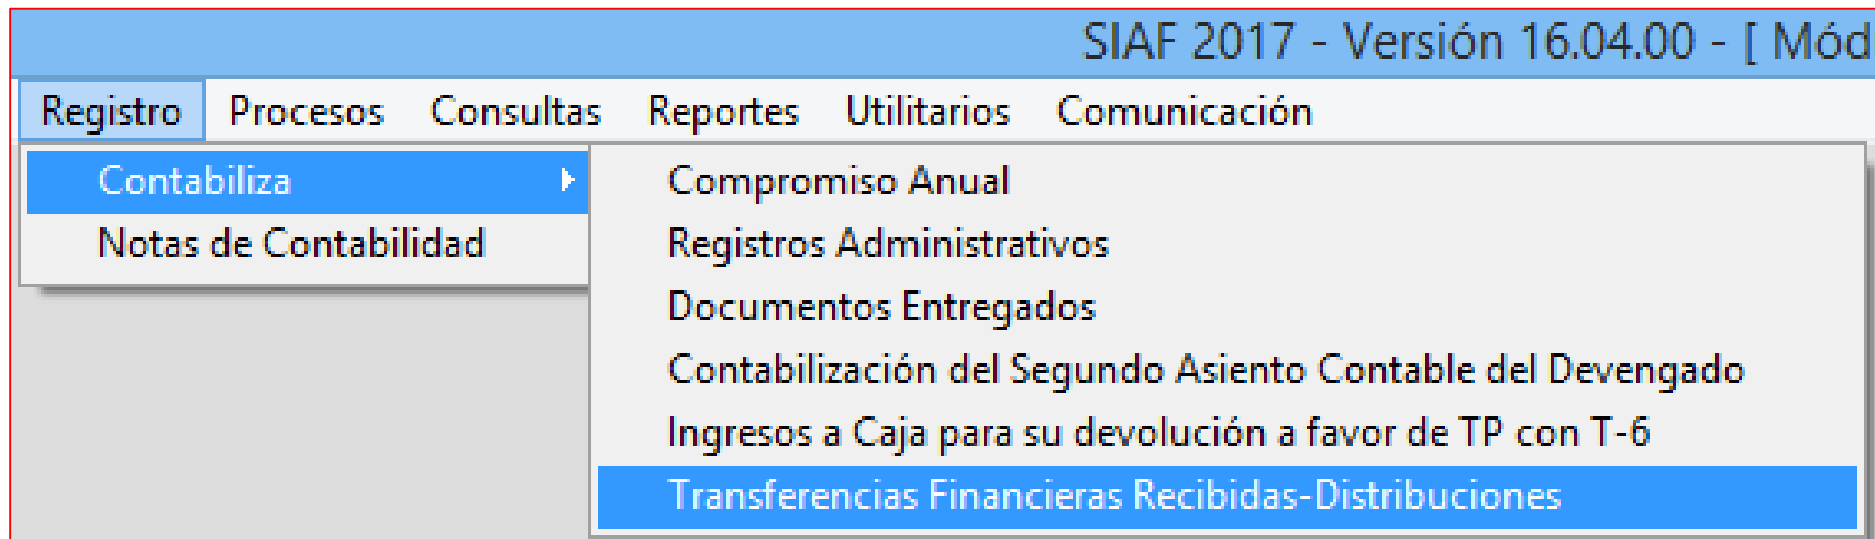 SIAF 2017 - Versión 16.04.00 - [ Mód
Registro Procesos Consultas Reportes Utilitarios Comunicación
Contabiliza
Notas de Contabilidad
Compromiso Anual
Registros Administrativos
Documentos Entregados
Contabilización del Segundo Asiento Contable del Devengado
Ingresos a Caja para su devolución a favor de TP con T-6
Transferencias Financieras Recibidas-Distribuciones